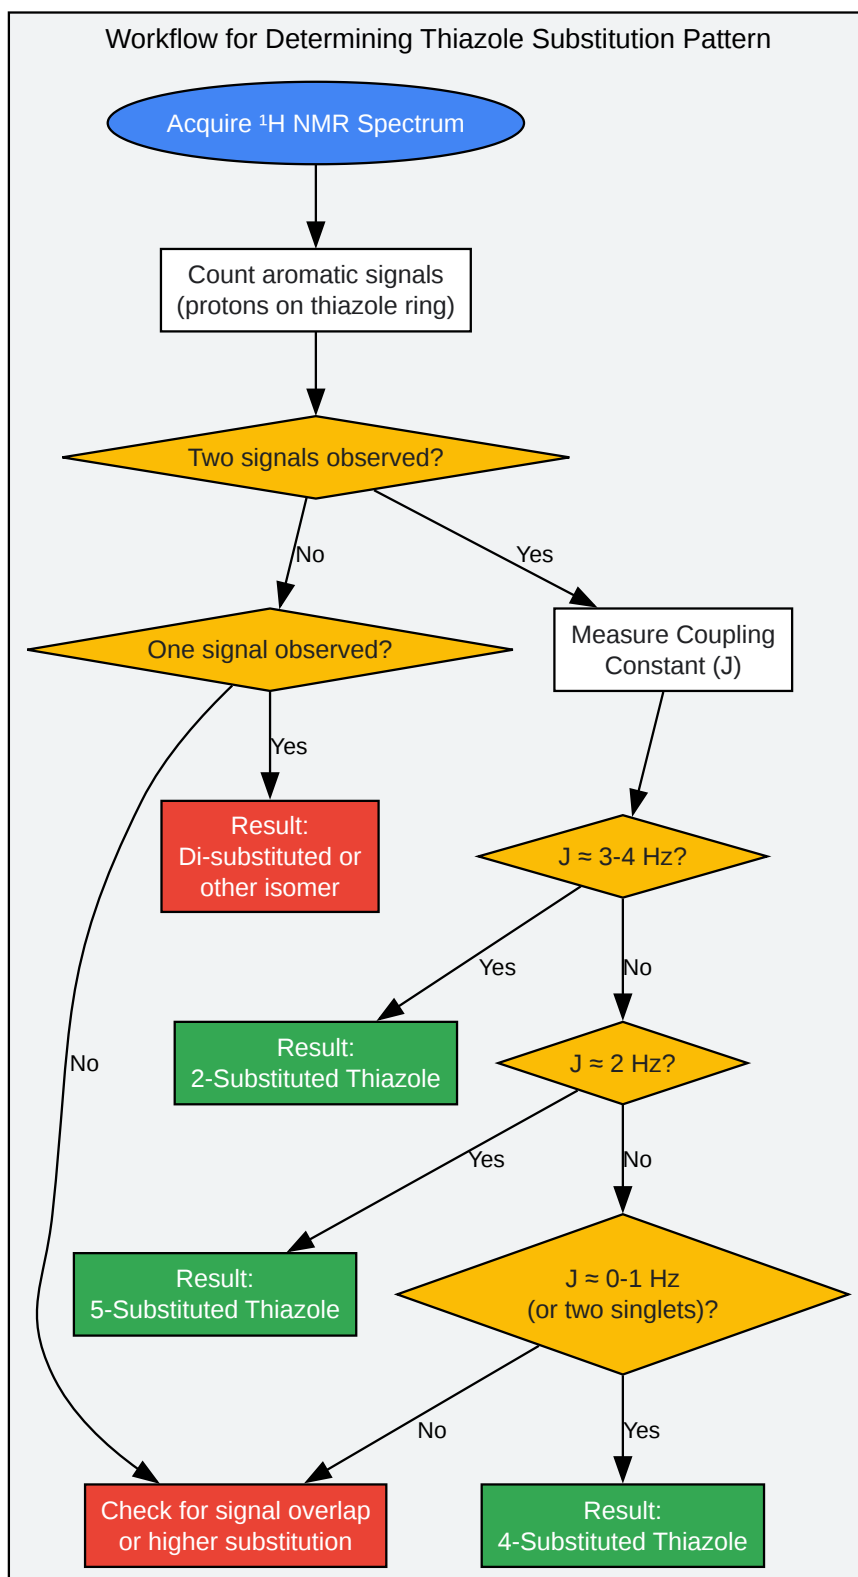 Workflow for Determining Thiazole Substitution Pattern
Acquire ¹H NMR Spectrum
Count aromatic signals
(protons on thiazole ring)
Two signals observed?
No
Yes
One signal observed?
Measure Coupling
Constant (J)
Yes
Result:
Di-substituted or
other isomer
J ≈ 3-4 Hz?
Yes
No
No
Result:
2-Substituted Thiazole
J ≈ 2 Hz?
Yes
No
Result:
5-Substituted Thiazole
J ≈ 0-1 Hz
(or two singlets)?
No
Yes
Check for signal overlap
or higher substitution
Result:
4-Substituted Thiazole